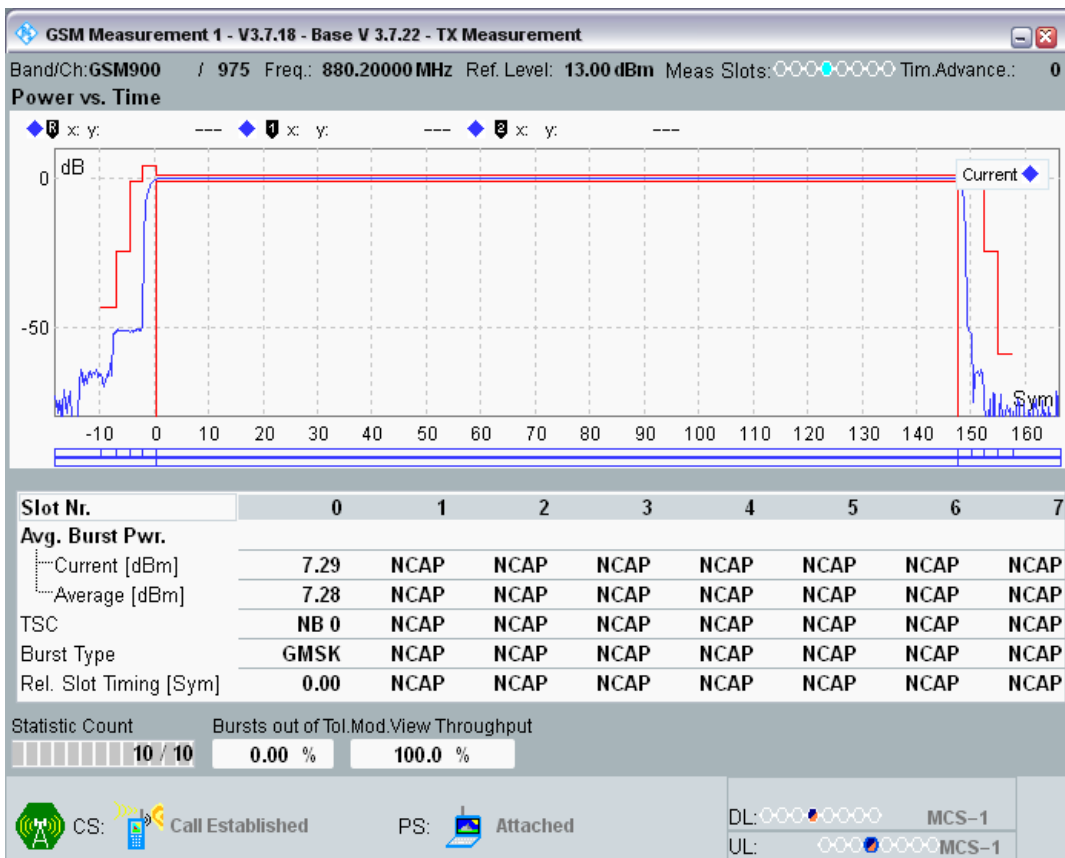 GSM Measurement 1 - V3.7.18 - Base V 3.7.22 - TX Measurement
Band/Ch:GSM900 / 975 Freq.: 880.20000 MHz Ref. Level: 13.00 dBm Meas Slots: Tim.Advance.: 0
Power vs. Time
R x: y: --- 1 x: y: --- 2 x: y: ---
dB
Current
0
-50
Sym
-10 0 10 20 30 40 50 60 70 80 90 100 110 120 130 140 150 160
Slot Nr. 0 1 2 3 4 5 6 7
Avg. Burst Pwr.
Current [dBm] 7.29 NCAP NCAP NCAP NCAP NCAP NCAP NCAP
Average [dBm] 7.28 NCAP NCAP NCAP NCAP NCAP NCAP NCAP
TSC NB 0 NCAP NCAP NCAP NCAP NCAP NCAP NCAP
Burst Type GMSK NCAP NCAP NCAP NCAP NCAP NCAP NCAP
Rel. Slot Timing [Sym] 0.00 NCAP NCAP NCAP NCAP NCAP NCAP NCAP
Statistic Count Bursts out of Tol.Mod.View Throughput
10 / 10 0.00 % 100.0 %
CS: Call Established PS: Attached
DL: MCS-1
UL: MCS-1